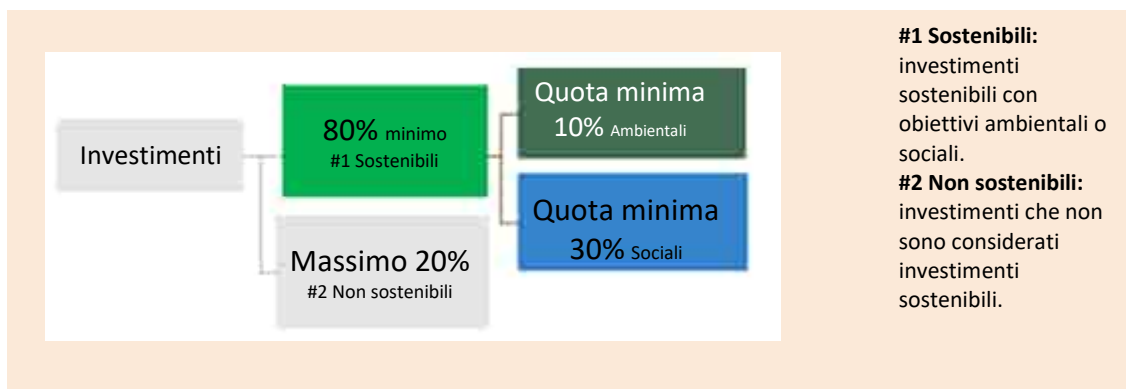 Investimenti
80% minimo
#1 Sostenibili
Massimo 20%
#2 Non sostenibili
Quota minima
10% Ambientali
Quota minima
30% Sociali
#1 Sostenibili:
investimenti
sostenibili con
obiettivi ambientali o
sociali.
#2 Non sostenibili:
investimenti che non
sono considerati
investimenti
sostenibili.